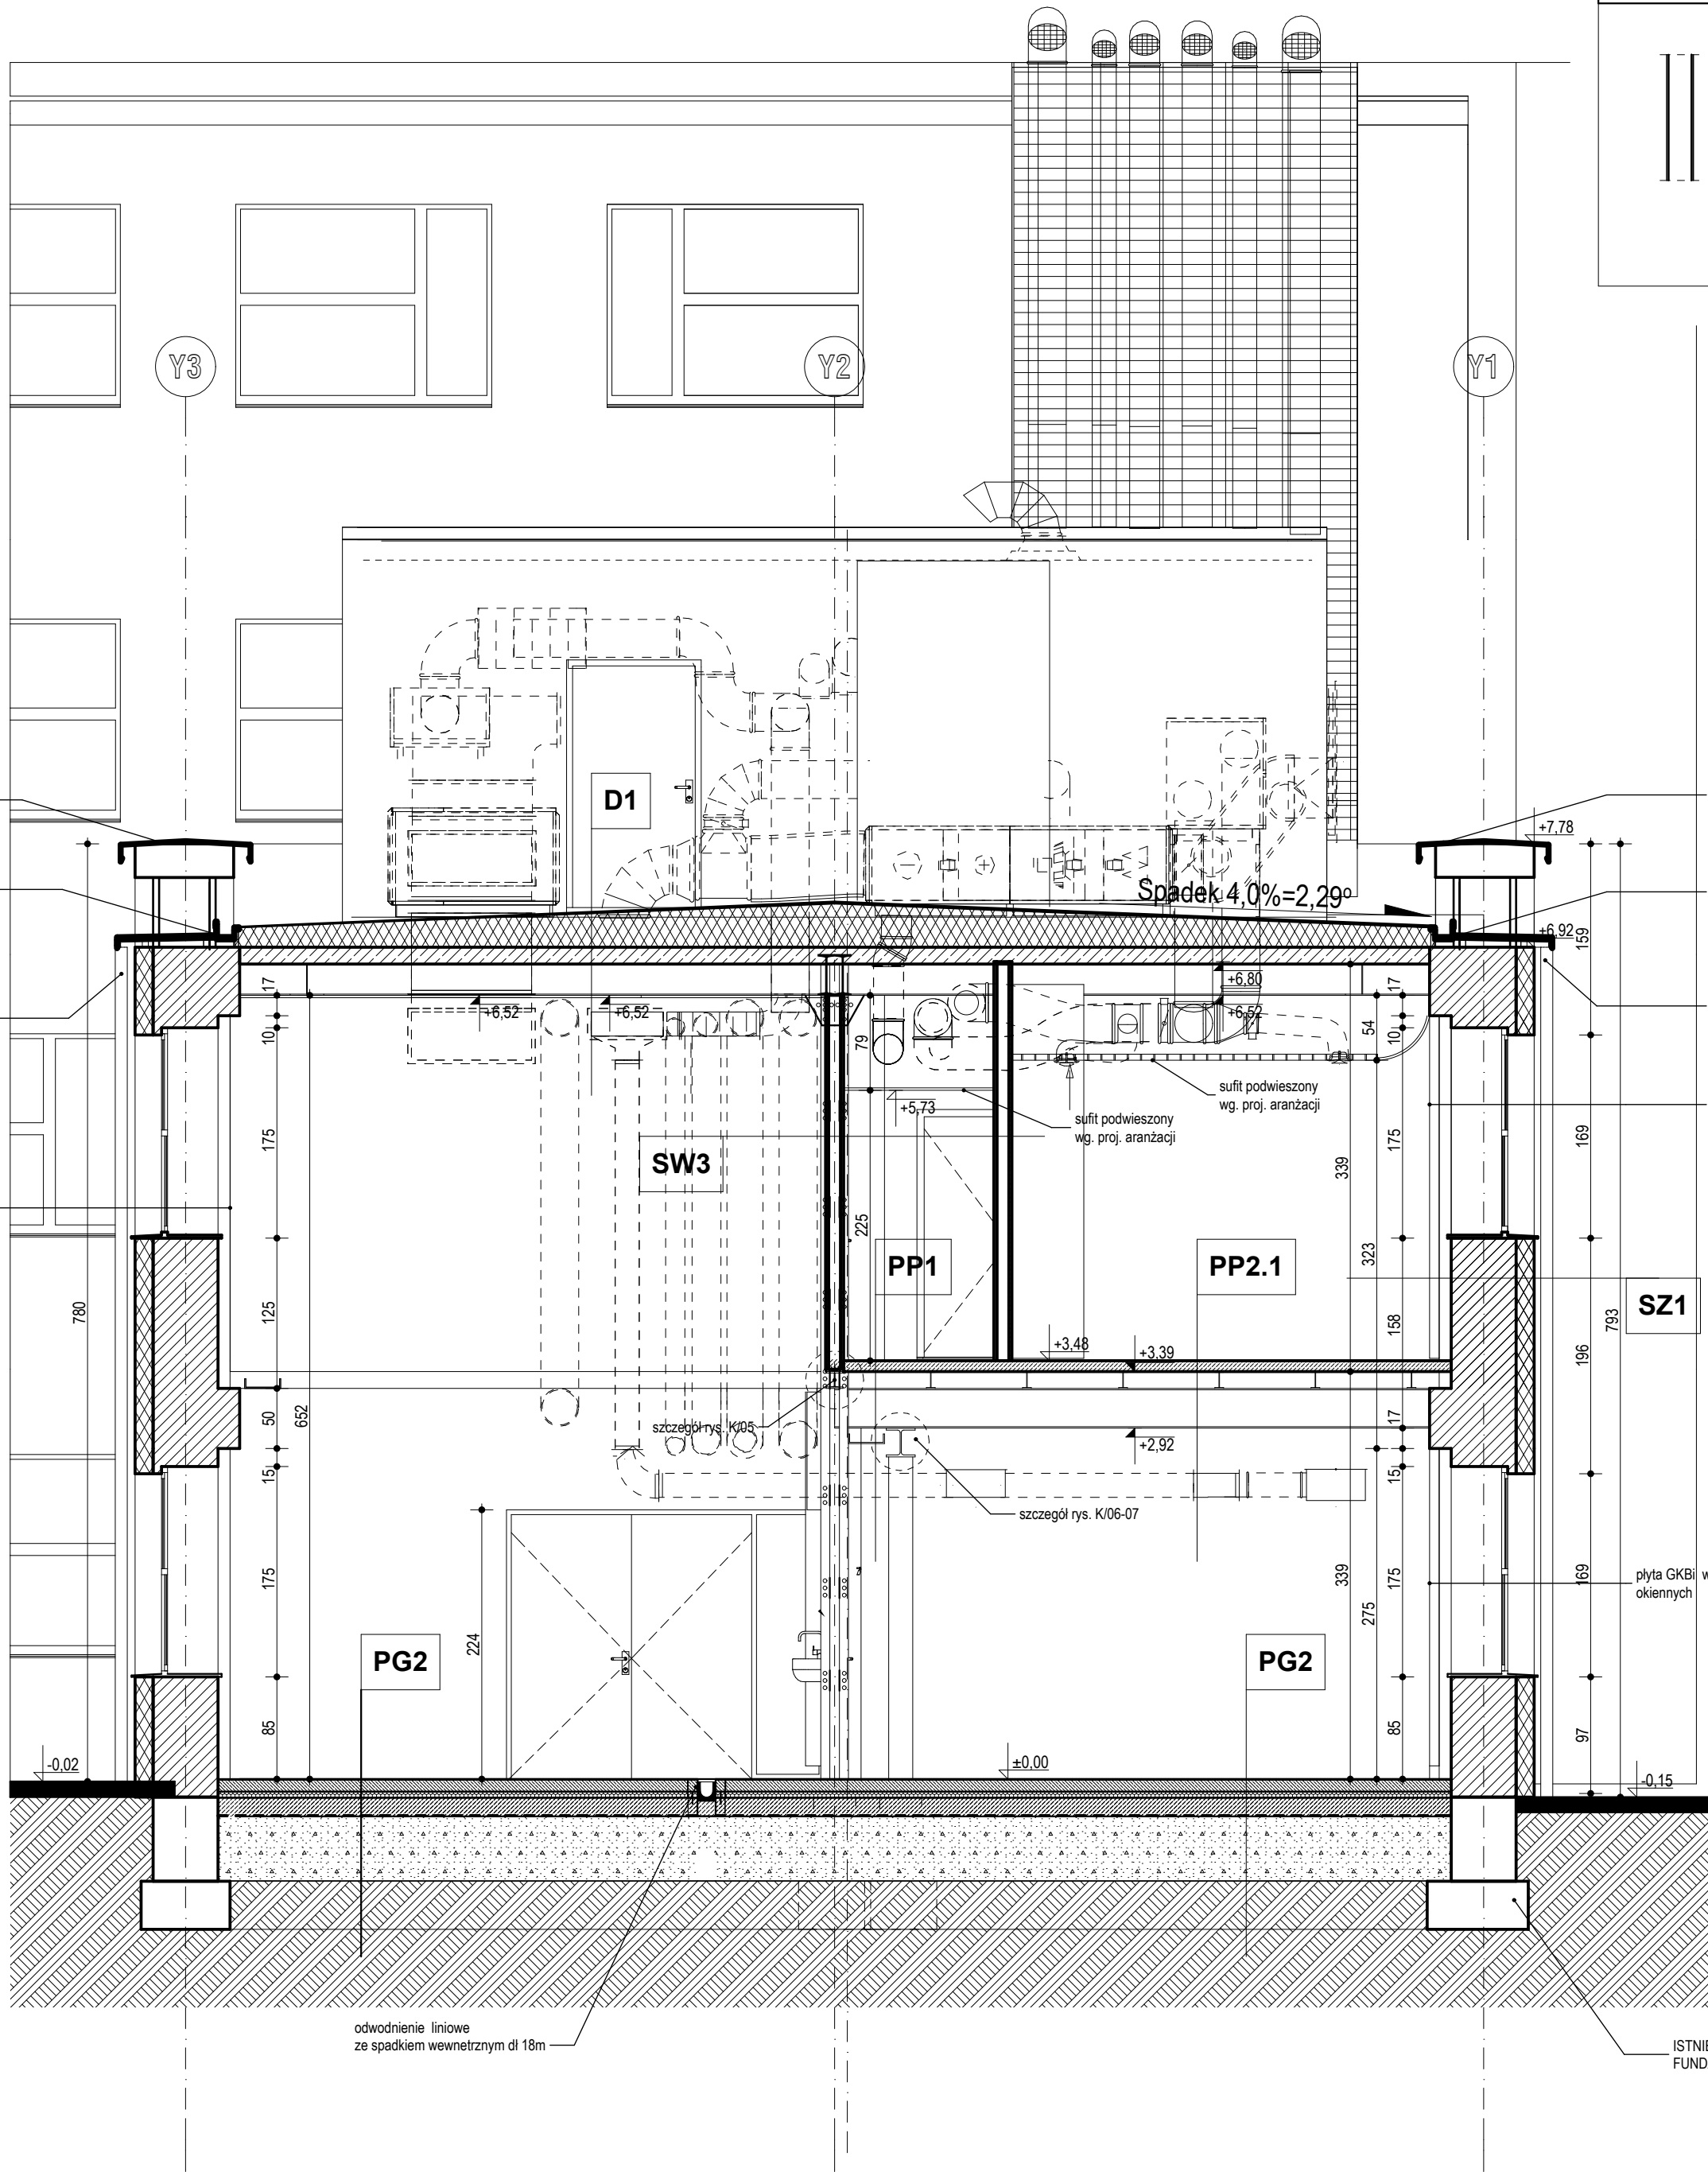 Y3
Y2
Y1
D1
+7,78
Spadek 4,0%=2,29º
+6,92
159
17
+6,52
+6,52
+6,80
+6,52
17
54
10
10
79
sufit podwieszony
wg. proj. aranżacji
+5,73
sufit podwieszony
wg. proj. aranżacji
175
SW3
339
175
169
225
PP1
PP2.1
323
SZ1
780
125
158
793
196
+3,48
+3,39
50
652
szczegół rys. K/05
17
+2,92
15
15
szczegół rys. K/06-07
175
339
175
169
275
płyta GKBi w
okiennych
224
PG2
PG2
85
85
97
-0,02
±0,00
-0,15
odwodnienie liniowe
ze spadkiem wewnetrznym dł 18m
ISTNIE
FUND